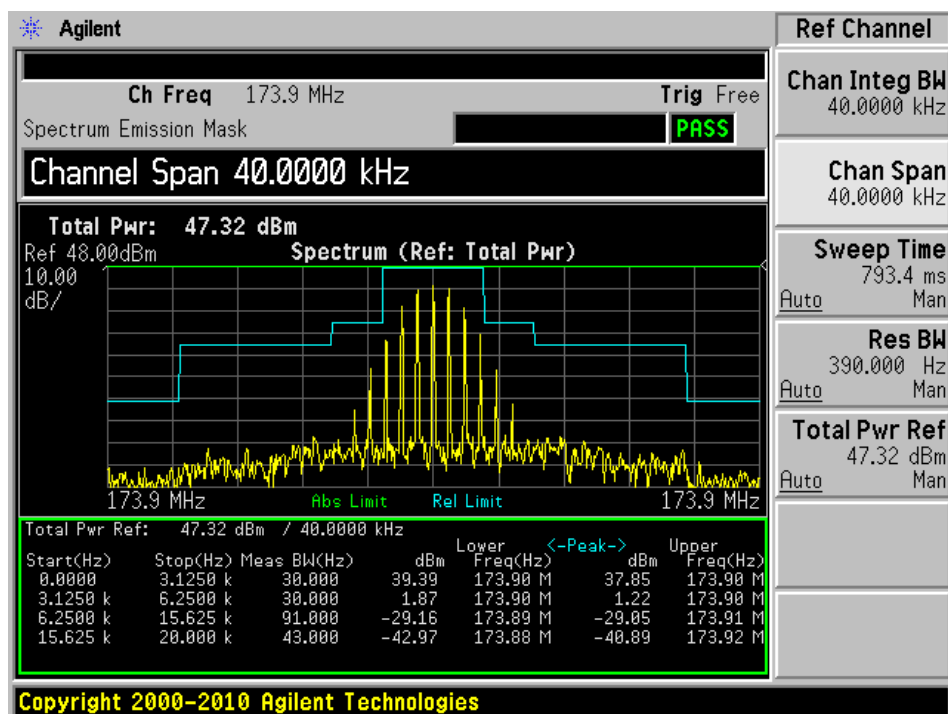 Agilent
Ref Channel
Ch Freq 173.9 MHz Trig Free
Spectrum Emission Mask PASS
Channel Span 40.0000 kHz
Total Pwr: 47.32 dBm
Ref 48.00dBm Spectrum (Ref: Total Pwr)
10.00
dB/
173.9 MHz Abs Limit Rel Limit 173.9 MHz
Total Pwr Ref: 47.32 dBm / 40.0000 kHz
Lower <-Peak-> Upper
Start(Hz) Stop(Hz) Meas BW(Hz) dBm Freq(Hz) dBm Freq(Hz)
0.0000 3.1250 k 30.000 39.39 173.90 M 37.85 173.90 M
3.1250 k 6.2500 k 30.000 1.87 173.90 M 1.22 173.90 M
6.2500 k 15.625 k 91.000 -29.16 173.89 M -29.05 173.91 M
15.625 k 20.000 k 43.000 -42.97 173.88 M -40.89 173.92 M
Chan Integ BW
40.0000 kHz
Chan Span
40.0000 kHz
Sweep Time
793.4 ms
Auto Man
Res BW
390.000 Hz
Auto Man
Total Pwr Ref
47.32 dBm
Auto Man
Copyright 2000-2010 Agilent Technologies